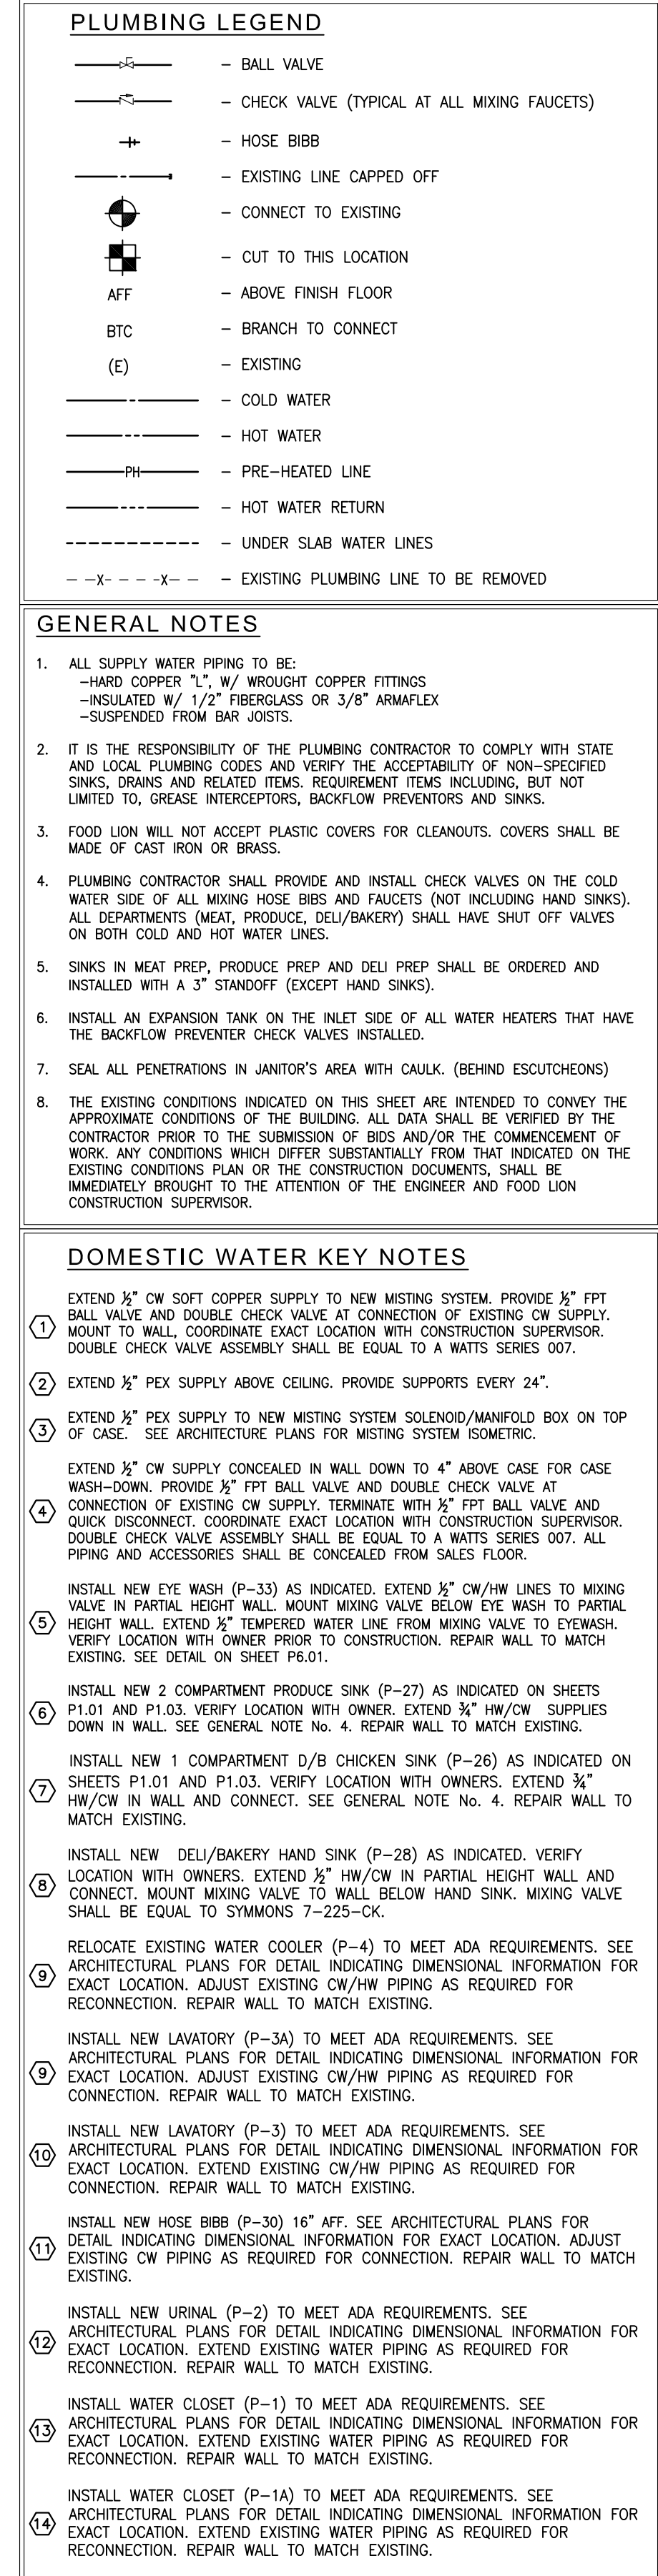 PLUMBING LEGEND
– BALL VALVE
– CHECK VALVE (TYPICAL AT ALL MIXING FAUCETS)
– HOSE BIBB
– EXISTING LINE CAPPED OFF
– CONNECT TO EXISTING
– CUT TO THIS LOCATION
AFF – ABOVE FINISH FLOOR
BTC – BRANCH TO CONNECT
(E) – EXISTING
– COLD WATER
– HOT WATER
PH – PRE–HEATED LINE
– HOT WATER RETURN
– UNDER SLAB WATER LINES
X X – EXISTING PLUMBING LINE TO BE REMOVED
GENERAL NOTES
1. ALL SUPPLY WATER PIPING TO BE:
–HARD COPPER "L", W/ WROUGHT COPPER FITTINGS
–INSULATED W/ 1/2" FIBERGLASS OR 3/8" ARMAFLEX
–SUSPENDED FROM BAR JOISTS.
2. IT IS THE RESPONSIBILITY OF THE PLUMBING CONTRACTOR TO COMPLY WITH STATE
AND LOCAL PLUMBING CODES AND VERIFY THE ACCEPTABILITY OF NON–SPECIFIED
SINKS, DRAINS AND RELATED ITEMS. REQUIREMENT ITEMS INCLUDING, BUT NOT
LIMITED TO, GREASE INTERCEPTORS, BACKFLOW PREVENTORS AND SINKS.
3. FOOD LION WILL NOT ACCEPT PLASTIC COVERS FOR CLEANOUTS. COVERS SHALL BE
MADE OF CAST IRON OR BRASS.
4. PLUMBING CONTRACTOR SHALL PROVIDE AND INSTALL CHECK VALVES ON THE COLD
WATER SIDE OF ALL MIXING HOSE BIBS AND FAUCETS (NOT INCLUDING HAND SINKS).
ALL DEPARTMENTS (MEAT, PRODUCE, DELI/BAKERY) SHALL HAVE SHUT OFF VALVES
ON BOTH COLD AND HOT WATER LINES.
5. SINKS IN MEAT PREP, PRODUCE PREP AND DELI PREP SHALL BE ORDERED AND
INSTALLED WITH A 3" STANDOFF (EXCEPT HAND SINKS).
6. INSTALL AN EXPANSION TANK ON THE INLET SIDE OF ALL WATER HEATERS THAT HAVE
THE BACKFLOW PREVENTER CHECK VALVES INSTALLED.
7. SEAL ALL PENETRATIONS IN JANITOR'S AREA WITH CAULK. (BEHIND ESCUTCHEONS)
8. THE EXISTING CONDITIONS INDICATED ON THIS SHEET ARE INTENDED TO CONVEY THE
APPROXIMATE CONDITIONS OF THE BUILDING. ALL DATA SHALL BE VERIFIED BY THE
CONTRACTOR PRIOR TO THE SUBMISSION OF BIDS AND/OR THE COMMENCEMENT OF
WORK. ANY CONDITIONS WHICH DIFFER SUBSTANTIALLY FROM THAT INDICATED ON THE
EXISTING CONDITIONS PLAN OR THE CONSTRUCTION DOCUMENTS, SHALL BE
IMMEDIATELY BROUGHT TO THE ATTENTION OF THE ENGINEER AND FOOD LION
CONSTRUCTION SUPERVISOR.
DOMESTIC WATER KEY NOTES
EXTEND ½" CW SOFT COPPER SUPPLY TO NEW MISTING SYSTEM. PROVIDE ½" FPT
BALL VALVE AND DOUBLE CHECK VALVE AT CONNECTION OF EXISTING CW SUPPLY.
1 MOUNT TO WALL, COORDINATE EXACT LOCATION WITH CONSTRUCTION SUPERVISOR.
DOUBLE CHECK VALVE ASSEMBLY SHALL BE EQUAL TO A WATTS SERIES 007.
2 EXTEND ½" PEX SUPPLY ABOVE CEILING. PROVIDE SUPPORTS EVERY 24".
3 EXTEND ½" PEX SUPPLY TO NEW MISTING SYSTEM SOLENOID/MANIFOLD BOX ON TOP
OF CASE. SEE ARCHITECTURE PLANS FOR MISTING SYSTEM ISOMETRIC.
EXTEND ½" CW SUPPLY CONCEALED IN WALL DOWN TO 4" ABOVE CASE FOR CASE
WASH–DOWN. PROVIDE ½" FPT BALL VALVE AND DOUBLE CHECK VALVE AT
4 CONNECTION OF EXISTING CW SUPPLY. TERMINATE WITH ½" FPT BALL VALVE AND
QUICK DISCONNECT. COORDINATE EXACT LOCATION WITH CONSTRUCTION SUPERVISOR.
DOUBLE CHECK VALVE ASSEMBLY SHALL BE EQUAL TO A WATTS SERIES 007. ALL
PIPING AND ACCESSORIES SHALL BE CONCEALED FROM SALES FLOOR.
INSTALL NEW EYE WASH (P–33) AS INDICATED. EXTEND ½" CW/HW LINES TO MIXING
VALVE IN PARTIAL HEIGHT WALL. MOUNT MIXING VALVE BELOW EYE WASH TO PARTIAL
5 HEIGHT WALL. EXTEND ½" TEMPERED WATER LINE FROM MIXING VALVE TO EYEWASH.
VERIFY LOCATION WITH OWNER PRIOR TO CONSTRUCTION. REPAIR WALL TO MATCH
EXISTING. SEE DETAIL ON SHEET P6.01.
INSTALL NEW 2 COMPARTMENT PRODUCE SINK (P–27) AS INDICATED ON SHEETS
6 P1.01 AND P1.03. VERIFY LOCATION WITH OWNER. EXTEND ¾" HW/CW SUPPLIES
DOWN IN WALL. SEE GENERAL NOTE No. 4. REPAIR WALL TO MATCH EXISTING.
INSTALL NEW 1 COMPARTMENT D/B CHICKEN SINK (P–26) AS INDICATED ON
7 SHEETS P1.01 AND P1.03. VERIFY LOCATION WITH OWNERS. EXTEND ¾"
HW/CW IN WALL AND CONNECT. SEE GENERAL NOTE No. 4. REPAIR WALL TO
MATCH EXISTING.
INSTALL NEW DELI/BAKERY HAND SINK (P–28) AS INDICATED. VERIFY
8 LOCATION WITH OWNERS. EXTEND ½" HW/CW IN PARTIAL HEIGHT WALL AND
CONNECT. MOUNT MIXING VALVE TO WALL BELOW HAND SINK. MIXING VALVE
SHALL BE EQUAL TO SYMMONS 7–225–CK.
RELOCATE EXISTING WATER COOLER (P–4) TO MEET ADA REQUIREMENTS. SEE
9 ARCHITECTURAL PLANS FOR DETAIL INDICATING DIMENSIONAL INFORMATION FOR
EXACT LOCATION. ADJUST EXISTING CW/HW PIPING AS REQUIRED FOR
RECONNECTION. REPAIR WALL TO MATCH EXISTING.
INSTALL NEW LAVATORY (P–3A) TO MEET ADA REQUIREMENTS. SEE
9 ARCHITECTURAL PLANS FOR DETAIL INDICATING DIMENSIONAL INFORMATION FOR
EXACT LOCATION. ADJUST EXISTING CW/HW PIPING AS REQUIRED FOR
CONNECTION. REPAIR WALL TO MATCH EXISTING.
INSTALL NEW LAVATORY (P–3) TO MEET ADA REQUIREMENTS. SEE
10 ARCHITECTURAL PLANS FOR DETAIL INDICATING DIMENSIONAL INFORMATION FOR
EXACT LOCATION. EXTEND EXISTING CW/HW PIPING AS REQUIRED FOR
CONNECTION. REPAIR WALL TO MATCH EXISTING.
INSTALL NEW HOSE BIBB (P–30) 16" AFF. SEE ARCHITECTURAL PLANS FOR
11 DETAIL INDICATING DIMENSIONAL INFORMATION FOR EXACT LOCATION. ADJUST
EXISTING CW PIPING AS REQUIRED FOR CONNECTION. REPAIR WALL TO MATCH
EXISTING.
INSTALL NEW URINAL (P–2) TO MEET ADA REQUIREMENTS. SEE
12 ARCHITECTURAL PLANS FOR DETAIL INDICATING DIMENSIONAL INFORMATION FOR
EXACT LOCATION. EXTEND EXISTING WATER PIPING AS REQUIRED FOR
RECONNECTION. REPAIR WALL TO MATCH EXISTING.
INSTALL WATER CLOSET (P–1) TO MEET ADA REQUIREMENTS. SEE
13 ARCHITECTURAL PLANS FOR DETAIL INDICATING DIMENSIONAL INFORMATION FOR
EXACT LOCATION. EXTEND EXISTING WATER PIPING AS REQUIRED FOR
RECONNECTION. REPAIR WALL TO MATCH EXISTING.
INSTALL WATER CLOSET (P–1A) TO MEET ADA REQUIREMENTS. SEE
14 ARCHITECTURAL PLANS FOR DETAIL INDICATING DIMENSIONAL INFORMATION FOR
EXACT LOCATION. EXTEND EXISTING WATER PIPING AS REQUIRED FOR
RECONNECTION. REPAIR WALL TO MATCH EXISTING.